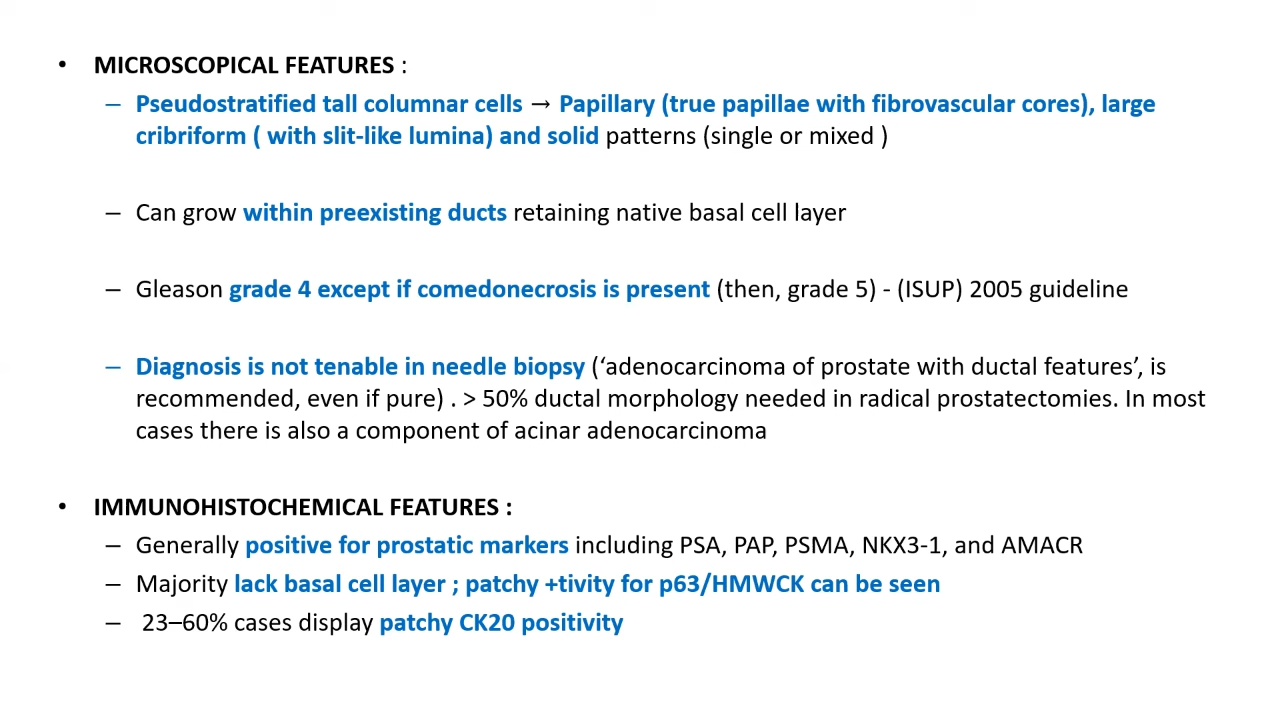 • MICROSCOPICAL FEATURES :
– Pseudostratified tall columnar cells → Papillary (true papillae with fibrovascular cores), large
cribriform ( with slit-like lumina) and solid patterns (single or mixed )
– Can grow within preexisting ducts retaining native basal cell layer
– Gleason grade 4 except if comedonecrosis is present (then, grade 5) - (ISUP) 2005 guideline
– Diagnosis is not tenable in needle biopsy (‘adenocarcinoma of prostate with ductal features’, is
recommended, even if pure) . > 50% ductal morphology needed in radical prostatectomies. In most
cases there is also a component of acinar adenocarcinoma
• IMMUNOHISTOCHEMICAL FEATURES :
– Generally positive for prostatic markers including PSA, PAP, PSMA, NKX3-1, and AMACR
– Majority lack basal cell layer ; patchy +tivity for p63/HMWCK can be seen
– 23–60% cases display patchy CK20 positivity